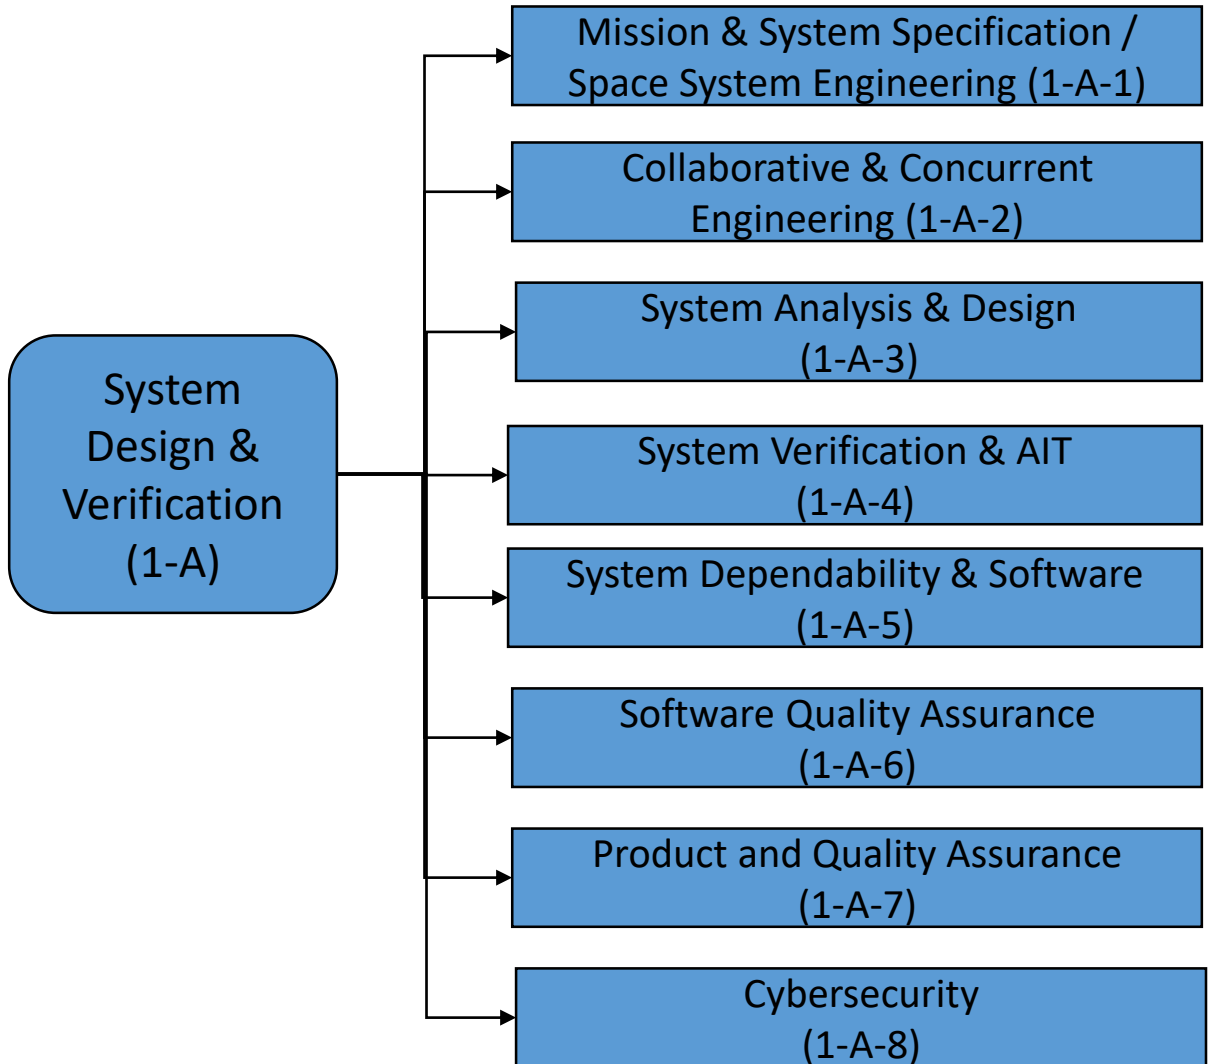 Mission & System Specification /
Space System Engineering (1-A-1)
Collaborative & Concurrent
Engineering (1-A-2)
System Analysis & Design
(1-A-3)
System
Design &
Verification
(1-A)
System Verification & AIT
(1-A-4)
System Dependability & Software
(1-A-5)
Software Quality Assurance
(1-A-6)
Product and Quality Assurance
(1-A-7)
Cybersecurity
(1-A-8)